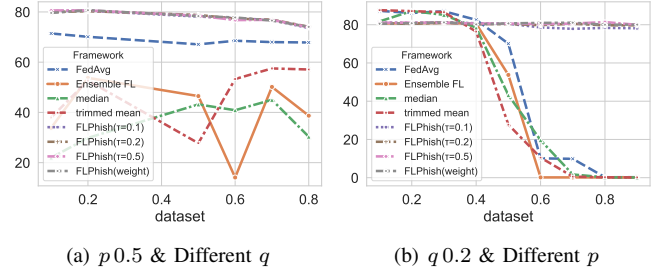 80
60
40
20
Framework
FedAvg
Ensemble FL
median
trimmed mean
FLPhish(τ=0.1)
FLPhish(τ=0.2)
FLPhish(τ=0.5)
FLPhish(weight)
0.2 0.4 0.6 0.8
dataset
(a) p 0.5 & Different q
80
60
40
20
0
Framework
FedAvg
Ensemble FL
median
trimmed mean
FLPhish(τ=0.1)
FLPhish(τ=0.2)
FLPhish(τ=0.5)
FLPhish(weight)
0.2 0.4 0.6 0.8
dataset
(b) q 0.2 & Different p